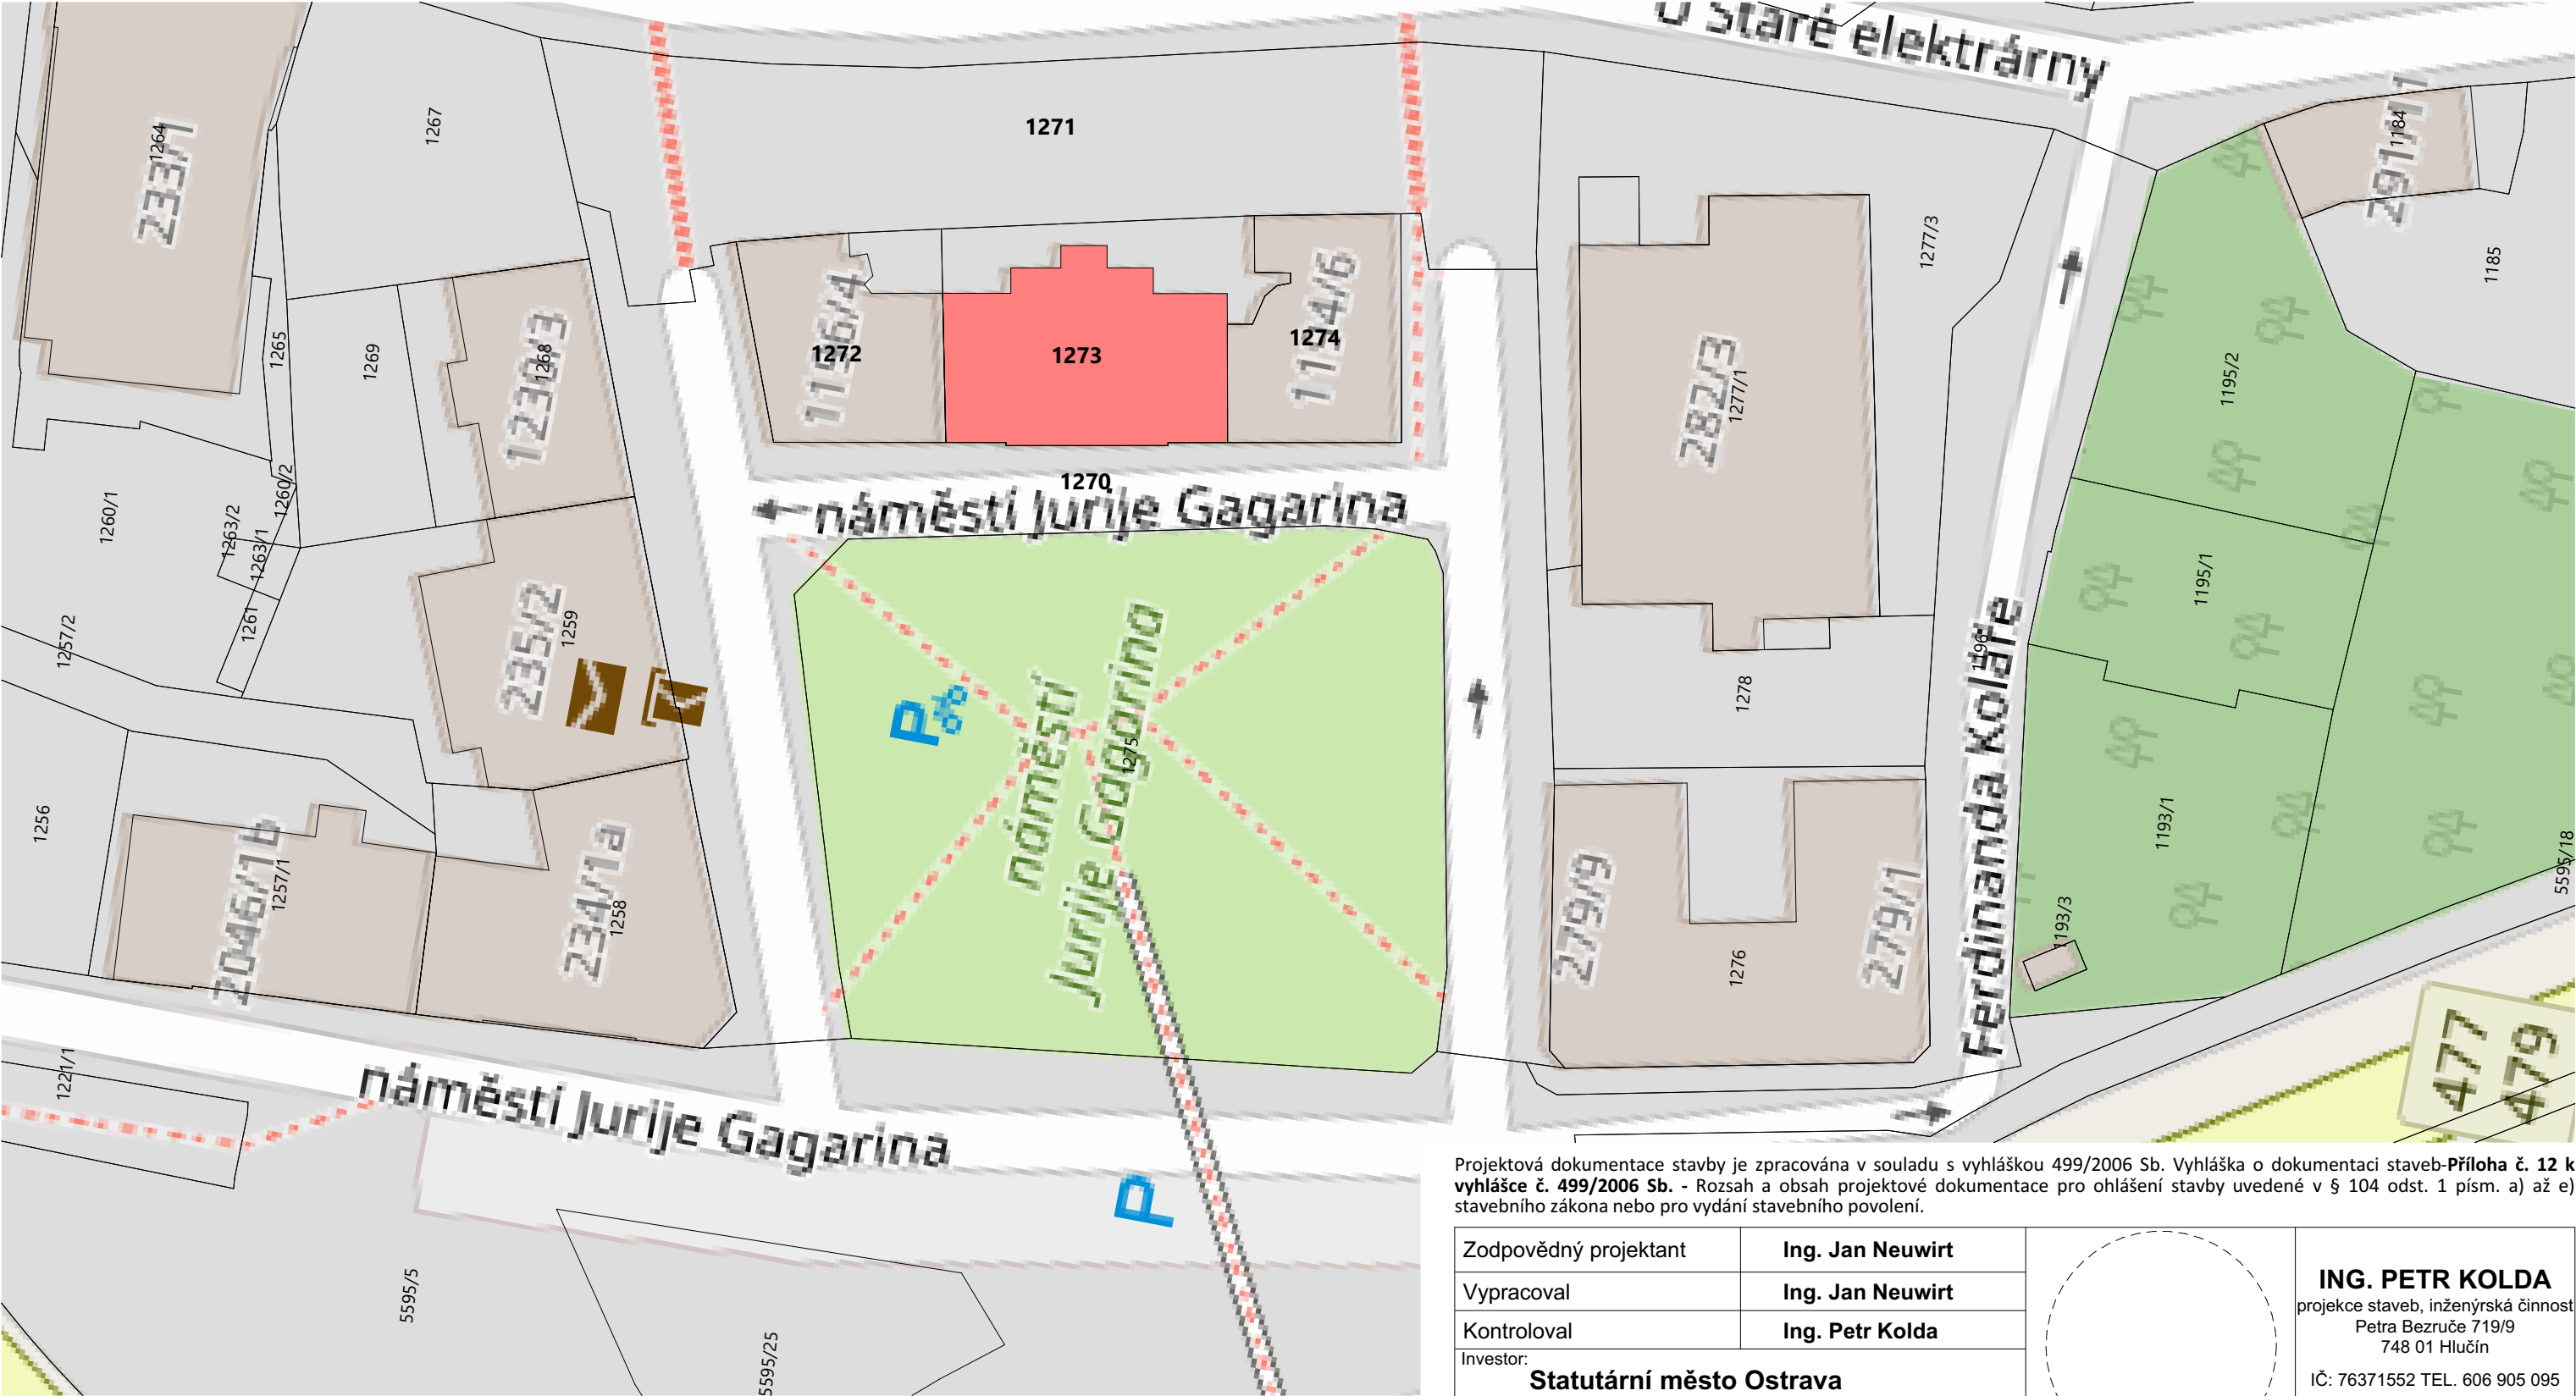 U staré elektrárny
1264
233/1
1267
1271
1277/3
1184
291/11
1185
1265
1269
1268
1230/3
1196/4
1272
1273
1114/6
1274
282/3
1277/1
1195/2
1260/1
1260/2
1263/2
1263/1
1270
náměstí Jurije Gagarina
1195/1
1257/2
1261
1259
235/2
P
náměstí
Jurije Gagarina
1275
1278
1196
Ferdinanda Koláře
1193/1
5595/18
1256
2046/1b
1257/1
234/1a
1258
279/9
279/1
1276
1193/3
477
479
1221/1
náměstí Jurije Gagarina
P
5595/5
5595/25
Projektová dokumentace stavby je zpracována v souladu s vyhláškou 499/2006 Sb. Vyhláška o dokumentaci staveb-Příloha č. 12 k
vyhlášce č. 499/2006 Sb. - Rozsah a obsah projektové dokumentace pro ohlášení stavby uvedené v § 104 odst. 1 písm. a) až e)
stavebního zákona nebo pro vydání stavebního povolení.
Zodpovědný projektant Ing. Jan Neuwirt
Vypracoval Ing. Jan Neuwirt
Kontroloval Ing. Petr Kolda
Investor:
Statutární město Ostrava
ING. PETR KOLDA
projekce staveb, inženýrská činnost
Petra Bezruče 719/9
748 01 Hlučín
IČ: 76371552 TEL. 606 905 095